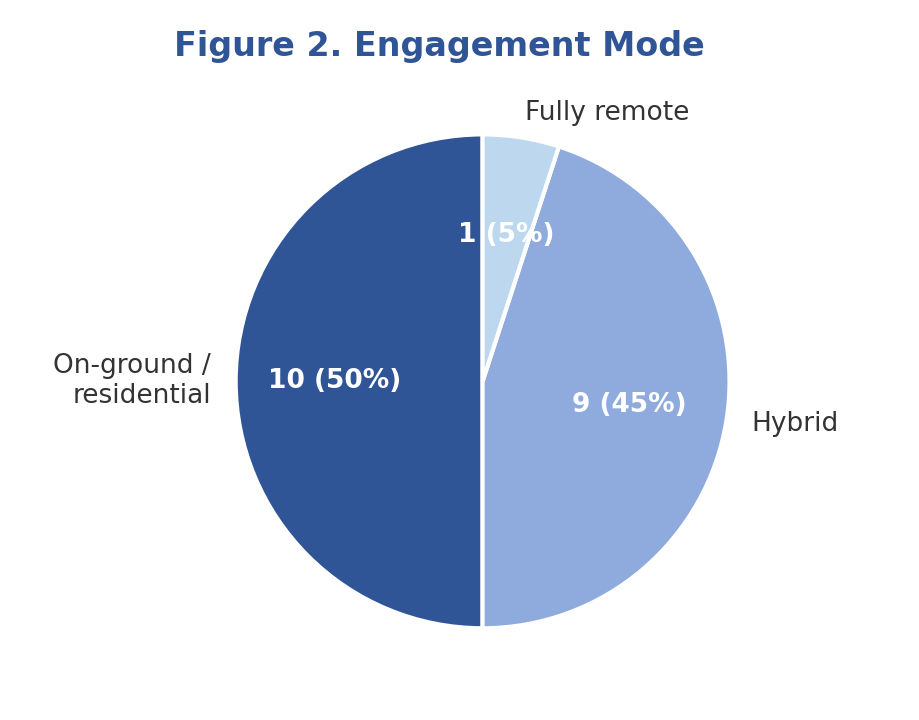 Figure 2. Engagement Mode
Fully remote
1 (5%)
On-ground /
residential
10 (50%)
9 (45%)
Hybrid